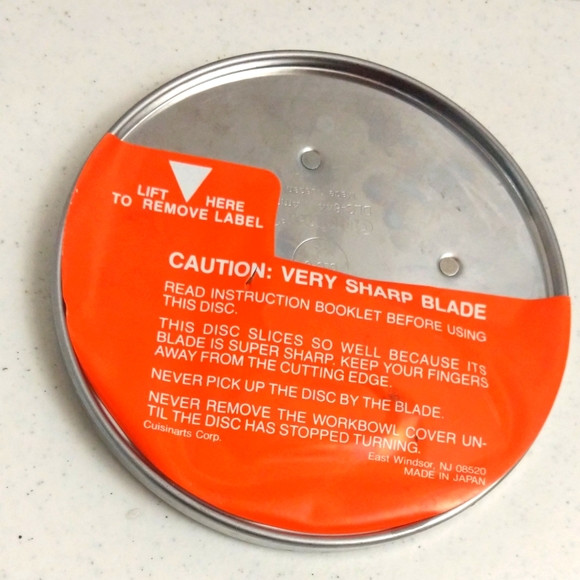 LIFT HERE
TO REMOVE LABEL
CAUTION: VERY SHARP BLADE
READ INSTRUCTION BOOKLET BEFORE USING
THIS DISC.
THIS DISC SLICES SO WELL BECAUSE ITS
BLADE IS SUPER SHARP. KEEP YOUR FINGERS
AWAY FROM THE CUTTING EDGE.
NEVER PICK UP THE DISC BY THE BLADE.
NEVER REMOVE THE WORKBOWL COVER UN-
TIL THE DISC HAS STOPPED TURNING.
Cuisinarts Corp.
East Windsor, NJ 08520
MADE IN JAPAN